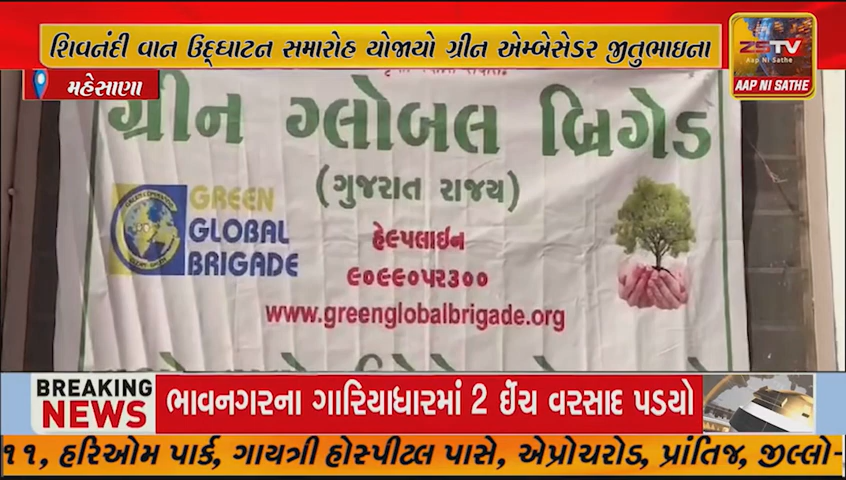 શિવનંદી વાન ઉદ્ઘાટન સમારોહ યોજાયો ગ્રીન એમ્બેસેડર જીતુભાઇના
ZSTV
Aap Ni Sathe
AAP NI SATHE
મહેસાણા
ગ્રીન ગ્લોબલ બ્રિગેડ
(ગુજરાત રાજ્ય)
GREEN
GLOBAL
BRIGADE
હેલ્પલાઈન
૯૦૯૯૦૫૨૩૦૦
www.greenglobalbrigade.org
BREAKING
NEWS
ભાવનગરના ગારિયાધારમાં 2 ઈંચ વરસાદ પડયો
૧૧, હરિઓમ પાર્ક, ગાયત્રી હોસ્પીટલ પાસે, એપ્રોચરોડ, પ્રાંતિજ, જીલ્લો-